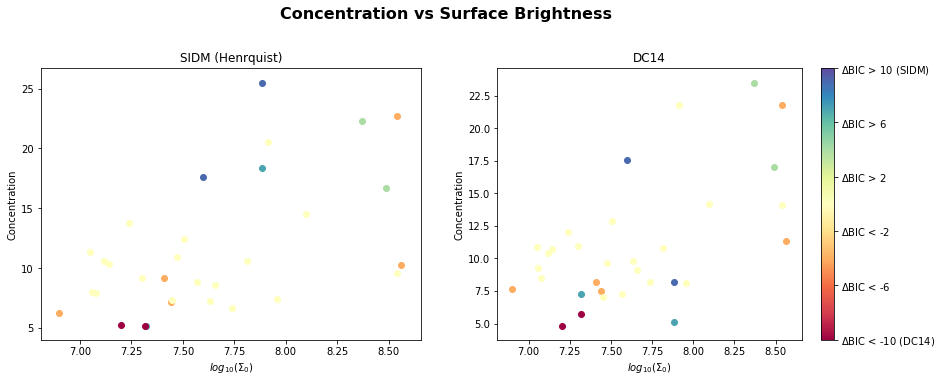 Concentration vs Surface Brightness
SIDM (Henrquist)
Concentration
25
20
15
10
5
7.00 7.25 7.50 7.75 8.00 8.25 8.50
log10(Σ0)
DC14
Concentration
22.5
20.0
17.5
15.0
12.5
10.0
7.5
5.0
7.00 7.25 7.50 7.75 8.00 8.25 8.50
log10(Σ0)
ΔBIC > 10 (SIDM)
ΔBIC > 6
ΔBIC > 2
ΔBIC < -2
ΔBIC < -6
ΔBIC < -10 (DC14)